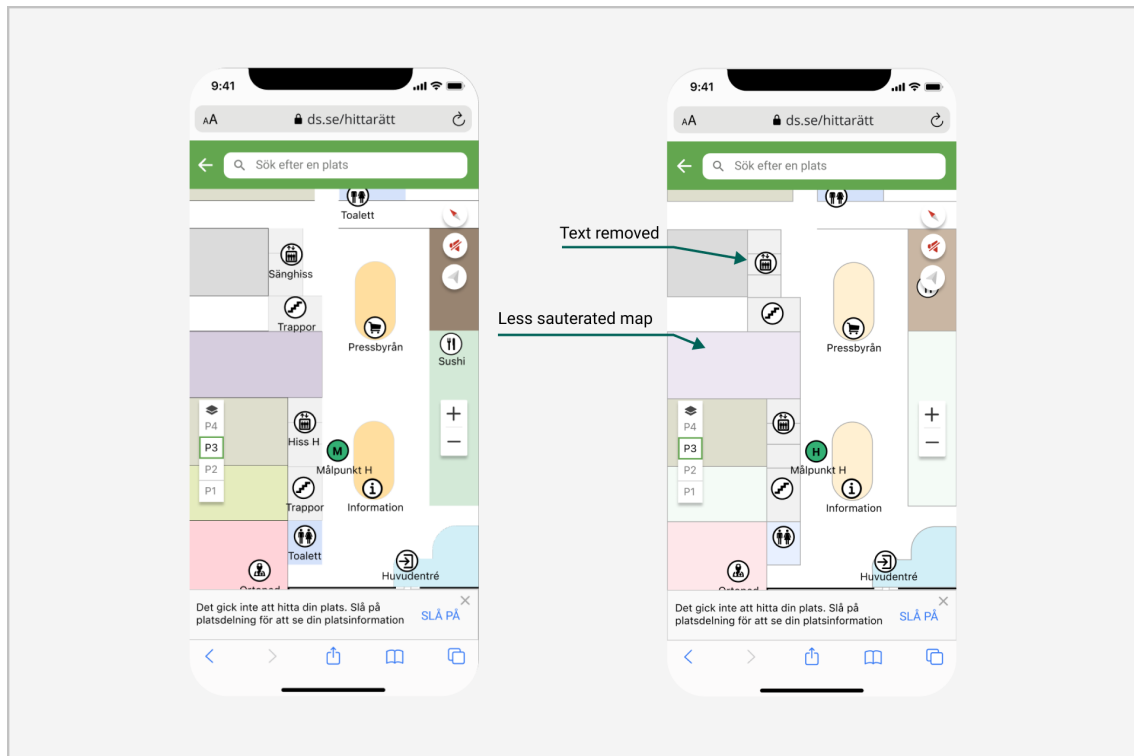 9:41
AA ds.se/hittarätt
Sök efter en plats
Toalett
Sänghiss
Trappor
Pressbyrån
Sushi
P4
P3
P2
P1
Hiss H
M
Målpunkt H
Trappor
Information
Toalett
Huvudentré
Ortoped
Det gick inte att hitta din plats. Slå på
platsdelning för att se din platsinformation
SLÅ PÅ
Text removed
Less sauterated map
9:41
AA ds.se/hittarätt
Sök efter en plats
Pressbyrån
P4
P3
P2
P1
H
Målpunkt H
Information
Huvudentré
Det gick inte att hitta din plats. Slå på
platsdelning för att se din platsinformation
SLÅ PÅ